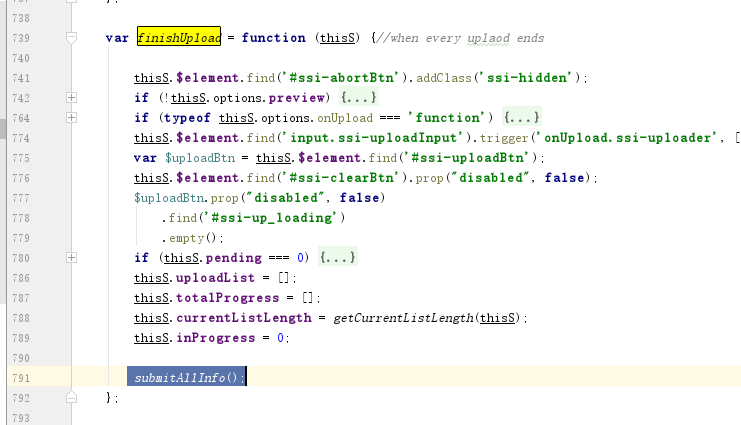 737 };
738
739 var finishUpload = function (thisS) {//when every uplaod ends
740
741 thisS.$element.find('#ssi-abortBtn').addClass('ssi-hidden');
742 if (!thisS.options.preview) {...}
764 if (typeof thisS.options.onUpload === 'function') {...}
774 thisS.$element.find('input.ssi-uploadInput').trigger('onUpload.ssi-uploader', [
775 var $uploadBtn = thisS.$element.find('#ssi-uploadBtn');
776 thisS.$element.find('#ssi-clearBtn').prop("disabled", false);
777 $uploadBtn.prop("disabled", false)
778 .find('#ssi-up_loading')
779 .empty();
780 if (thisS.pending === 0) {...}
786 thisS.uploadList = [];
787 thisS.totalProgress = [];
788 thisS.currentListLength = getCurrentListLength(thisS);
789 thisS.inProgress = 0;
790
791 submitAllInfo();
792 };
793